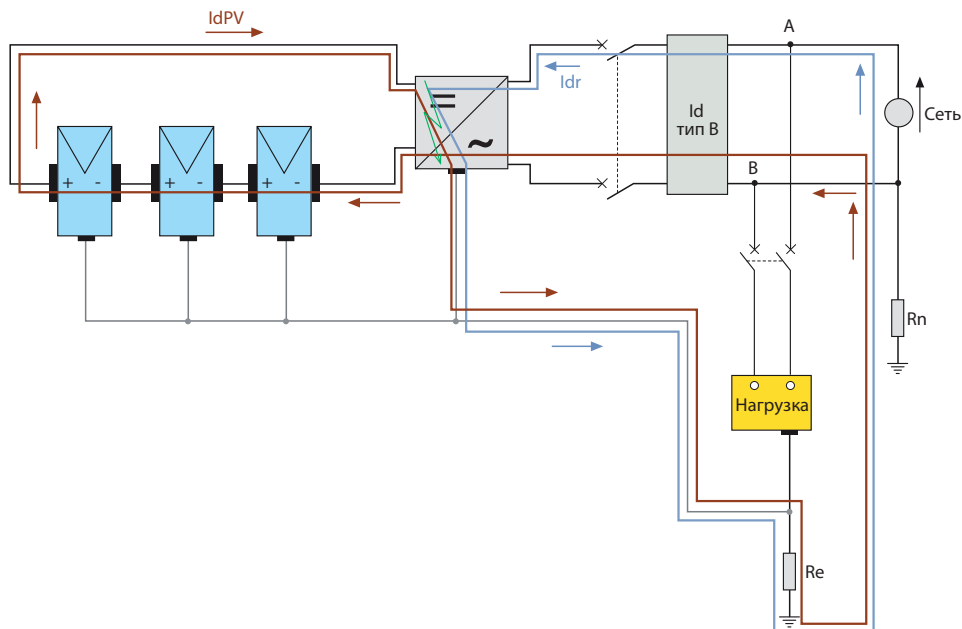 IdPV
A
Idr
Id
тип B
Сеть
+ - + - + -
B
Rn
Нагрузка
Re